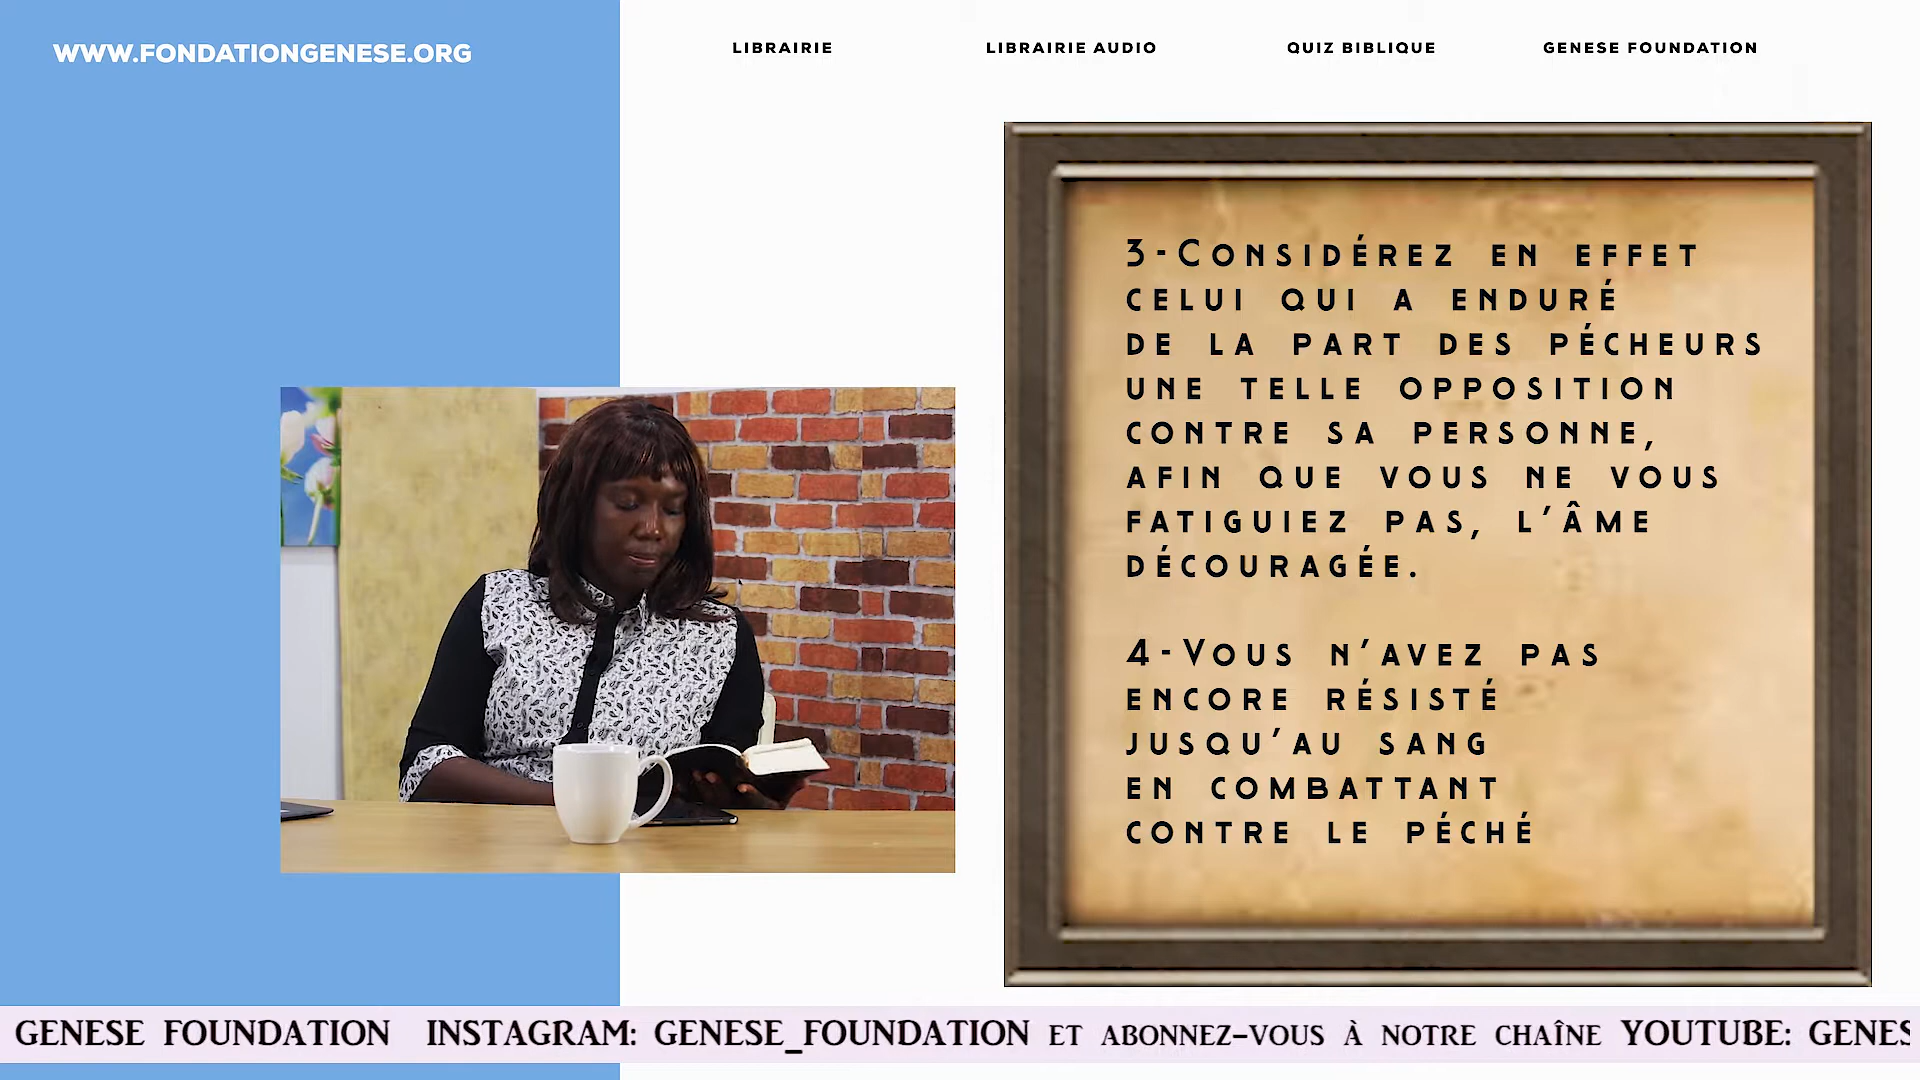 WWW.FONDATIONGENESE.ORG
LIBRAIRIE
LIBRAIRIE AUDIO
QUIZ BIBLIQUE
GENESE FOUNDATION
3-CONSIDÉREZ EN EFFET
CELUI QUI A ENDURÉ
DE LA PART DES PÉCHEURS
UNE TELLE OPPOSITION
CONTRE SA PERSONNE,
AFIN QUE VOUS NE VOUS
FATIGUIEZ PAS, L'ÂME
DÉCOURAGÉE.
4-VOUS N'AVEZ PAS
ENCORE RÉSISTÉ
JUSQU'AU SANG
EN COMBATTANT
CONTRE LE PÉCHÉ
GENESE FOUNDATION INSTAGRAM: GENESE_FOUNDATION ET ABONNEZ-VOUS À NOTRE CHAÎNE YOUTUBE: GENES